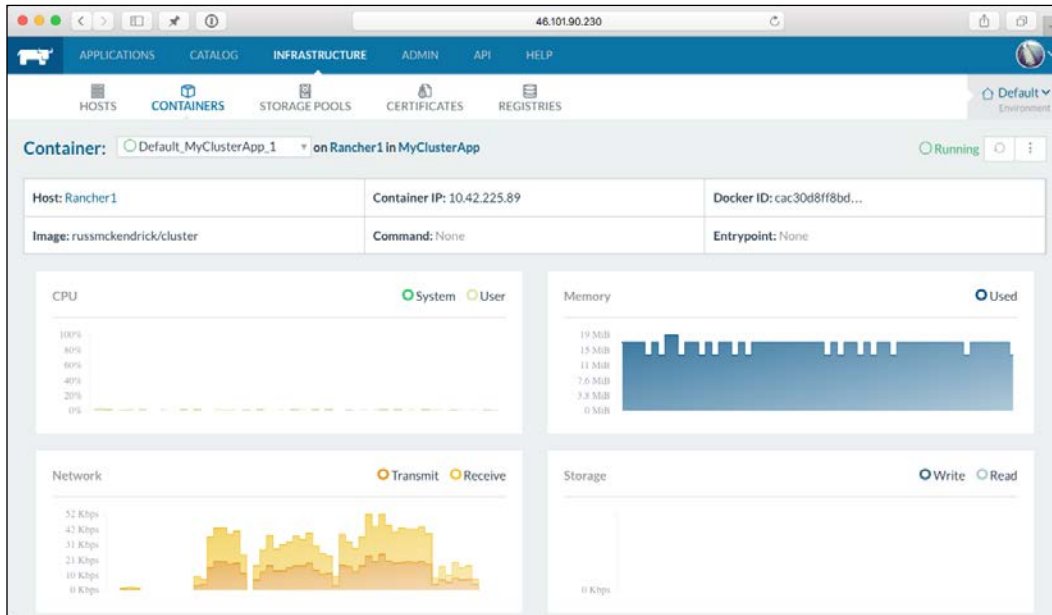 46.101.90.230
APPLICATIONS CATALOG INFRASTRUCTURE ADMIN API HELP
HOSTS CONTAINERS STORAGE POOLS CERTIFICATES REGISTRIES
Default
Environment
Container: Default_MyClusterApp_1 on Rancher1 in MyClusterApp Running
Host: Rancher1 Container IP: 10.42.225.89 Docker ID: cac30d8ff8bd...
Image: russmckendrick/cluster Command: None Entrypoint: None
CPU System User Memory Used
100% 19 MiB
80% 15 MiB
60% 11 MiB
40% 7.6 MiB
20% 3.8 MiB
0% 0 MiB
Network Transmit Receive Storage Write Read
52 Kbps
42 Kbps
31 Kbps
21 Kbps
10 Kbps
0 Kbps 0 Kbps